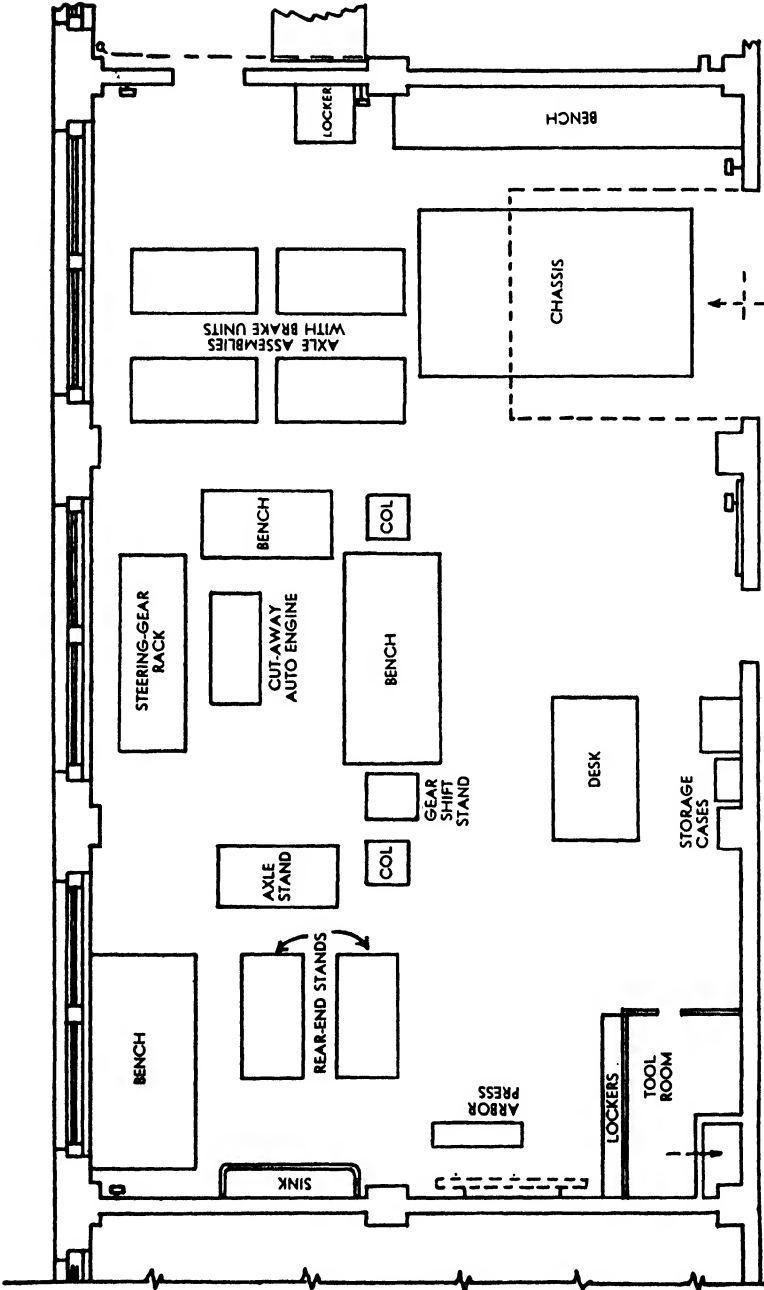 LOCKER
BENCH
CHASSIS
AXLE ASSEMBLIES
WITH BRAKE UNITS
BENCH
COL
STEERING-GEAR
RACK
CUT-AWAY
AUTO ENGINE
BENCH
GEAR
SHIFT
STAND
DESK
STORAGE
CASES
COL
AXLE
STAND
REAR-END STANDS
BENCH
ARBOR
PRESS
LOCKERS
TOOL
ROOM
SINK